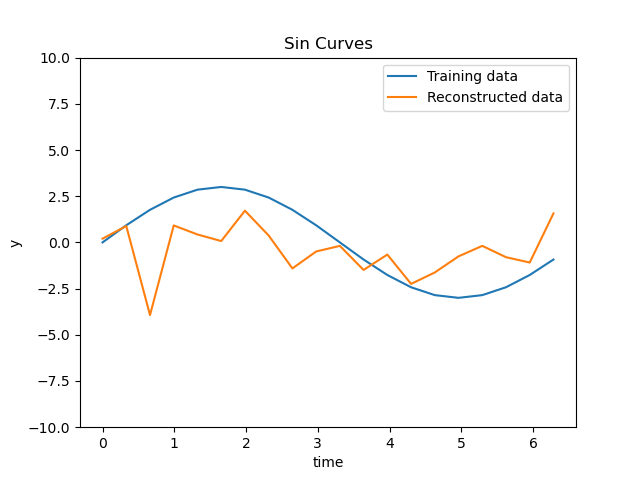 Sin Curves
10.0
7.5
5.0
2.5
0.0
−2.5
−5.0
−7.5
−10.0
y
Training data
Reconstructed data
0 1 2 3 4 5 6
time